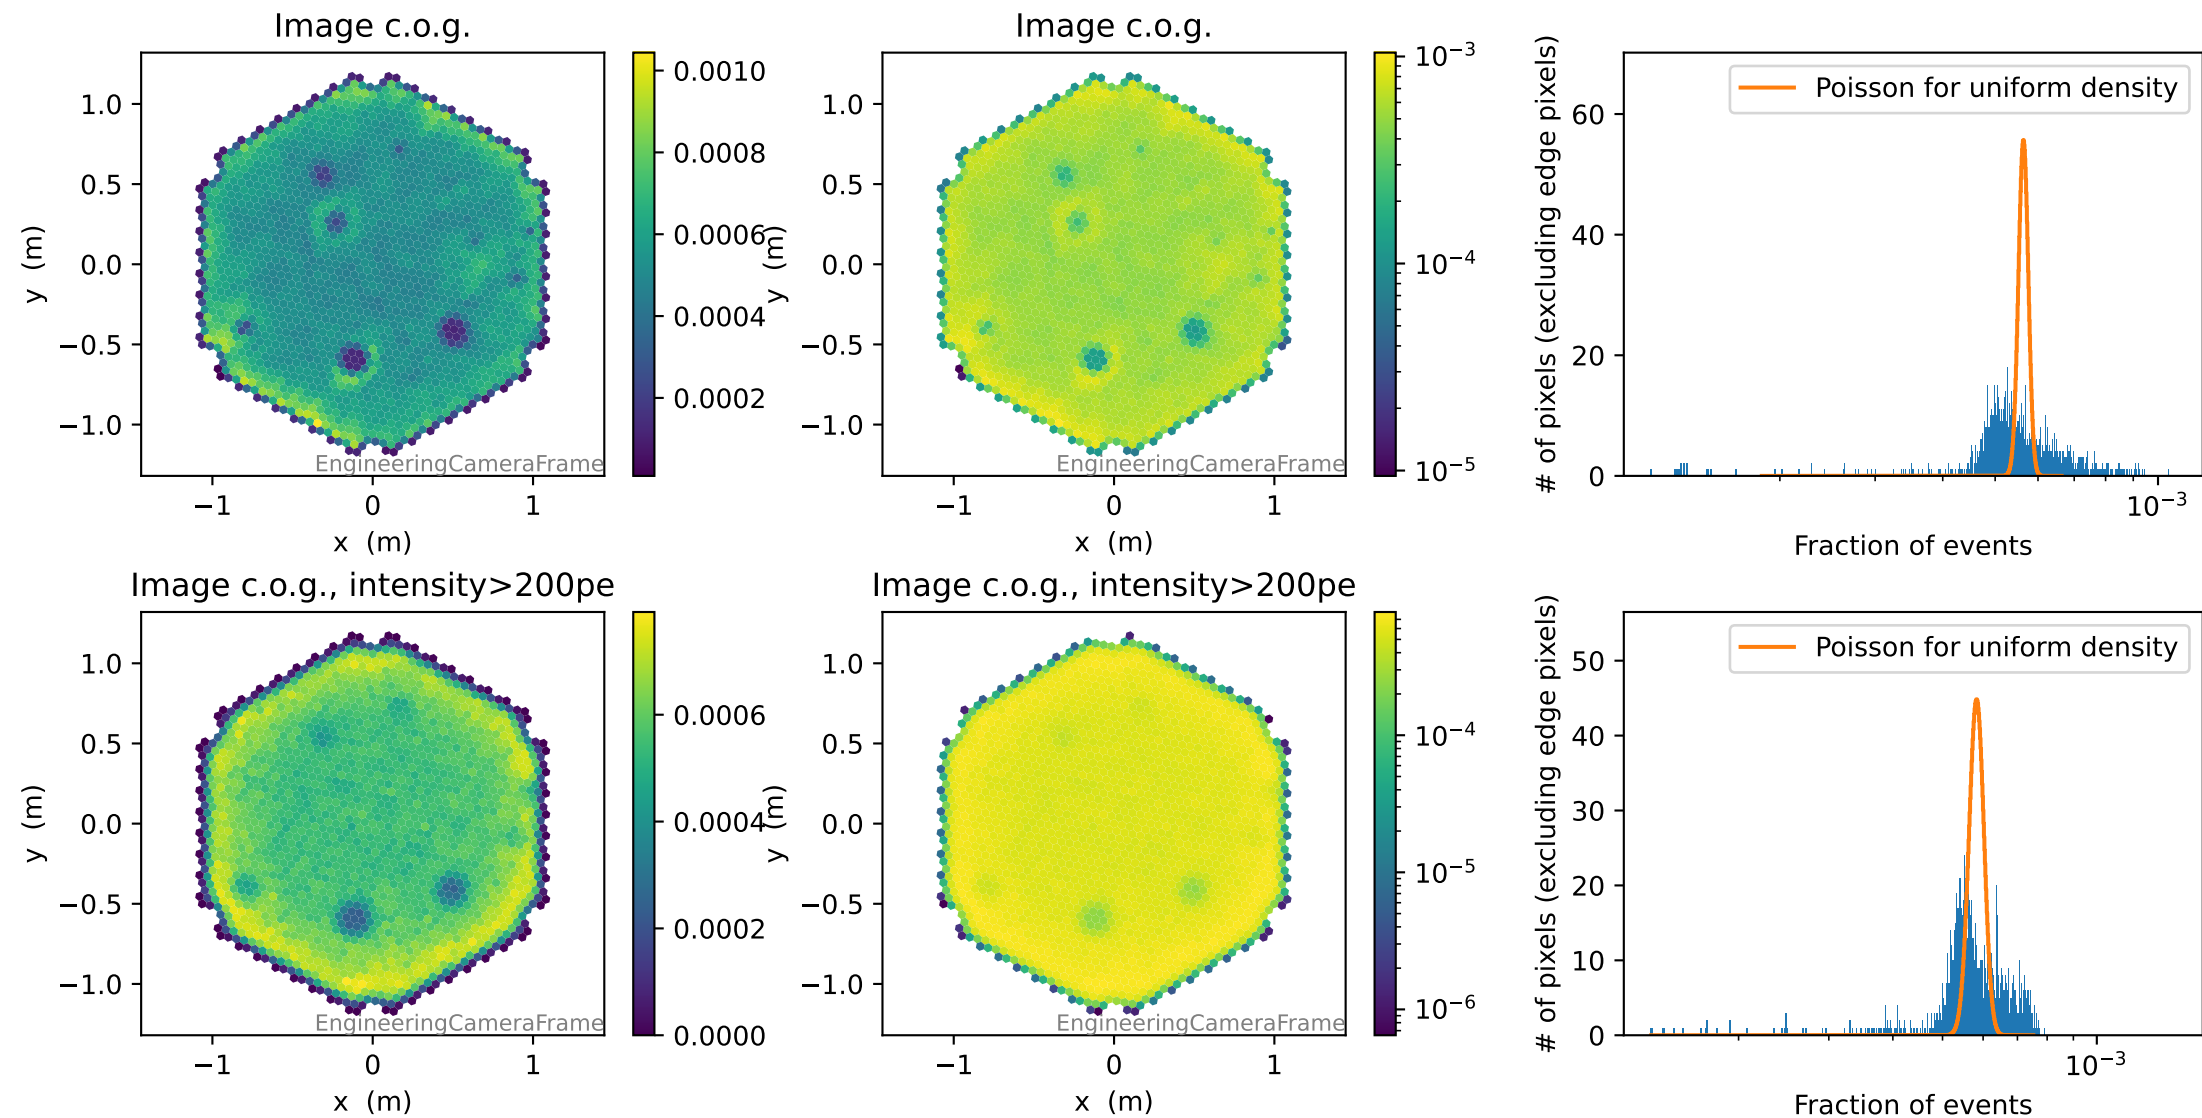 Image c.o.g.
1.0
0.5
0.0
−0.5
−1.0
y (m)
−1
0
1
x (m)
EngineeringCameraFrame
0.0010
0.0008
0.0006
0.0004
0.0002
Image c.o.g.
1.0
0.5
0.0
−0.5
−1.0
y (m)
−1
0
1
x (m)
EngineeringCameraFrame
10−3
10−4
10−5
# of pixels (excluding edge pixels)
60
40
20
0
Poisson for uniform density
10−3
Fraction of events
Image c.o.g., intensity>200pe
1.0
0.5
0.0
−0.5
−1.0
y (m)
−1
0
1
x (m)
EngineeringCameraFrame
0.0006
0.0004
0.0002
0.0000
Image c.o.g., intensity>200pe
1.0
0.5
0.0
−0.5
−1.0
y (m)
−1
0
1
x (m)
EngineeringCameraFrame
10−4
10−5
10−6
# of pixels (excluding edge pixels)
50
40
30
20
10
0
Poisson for uniform density
10−3
Fraction of events